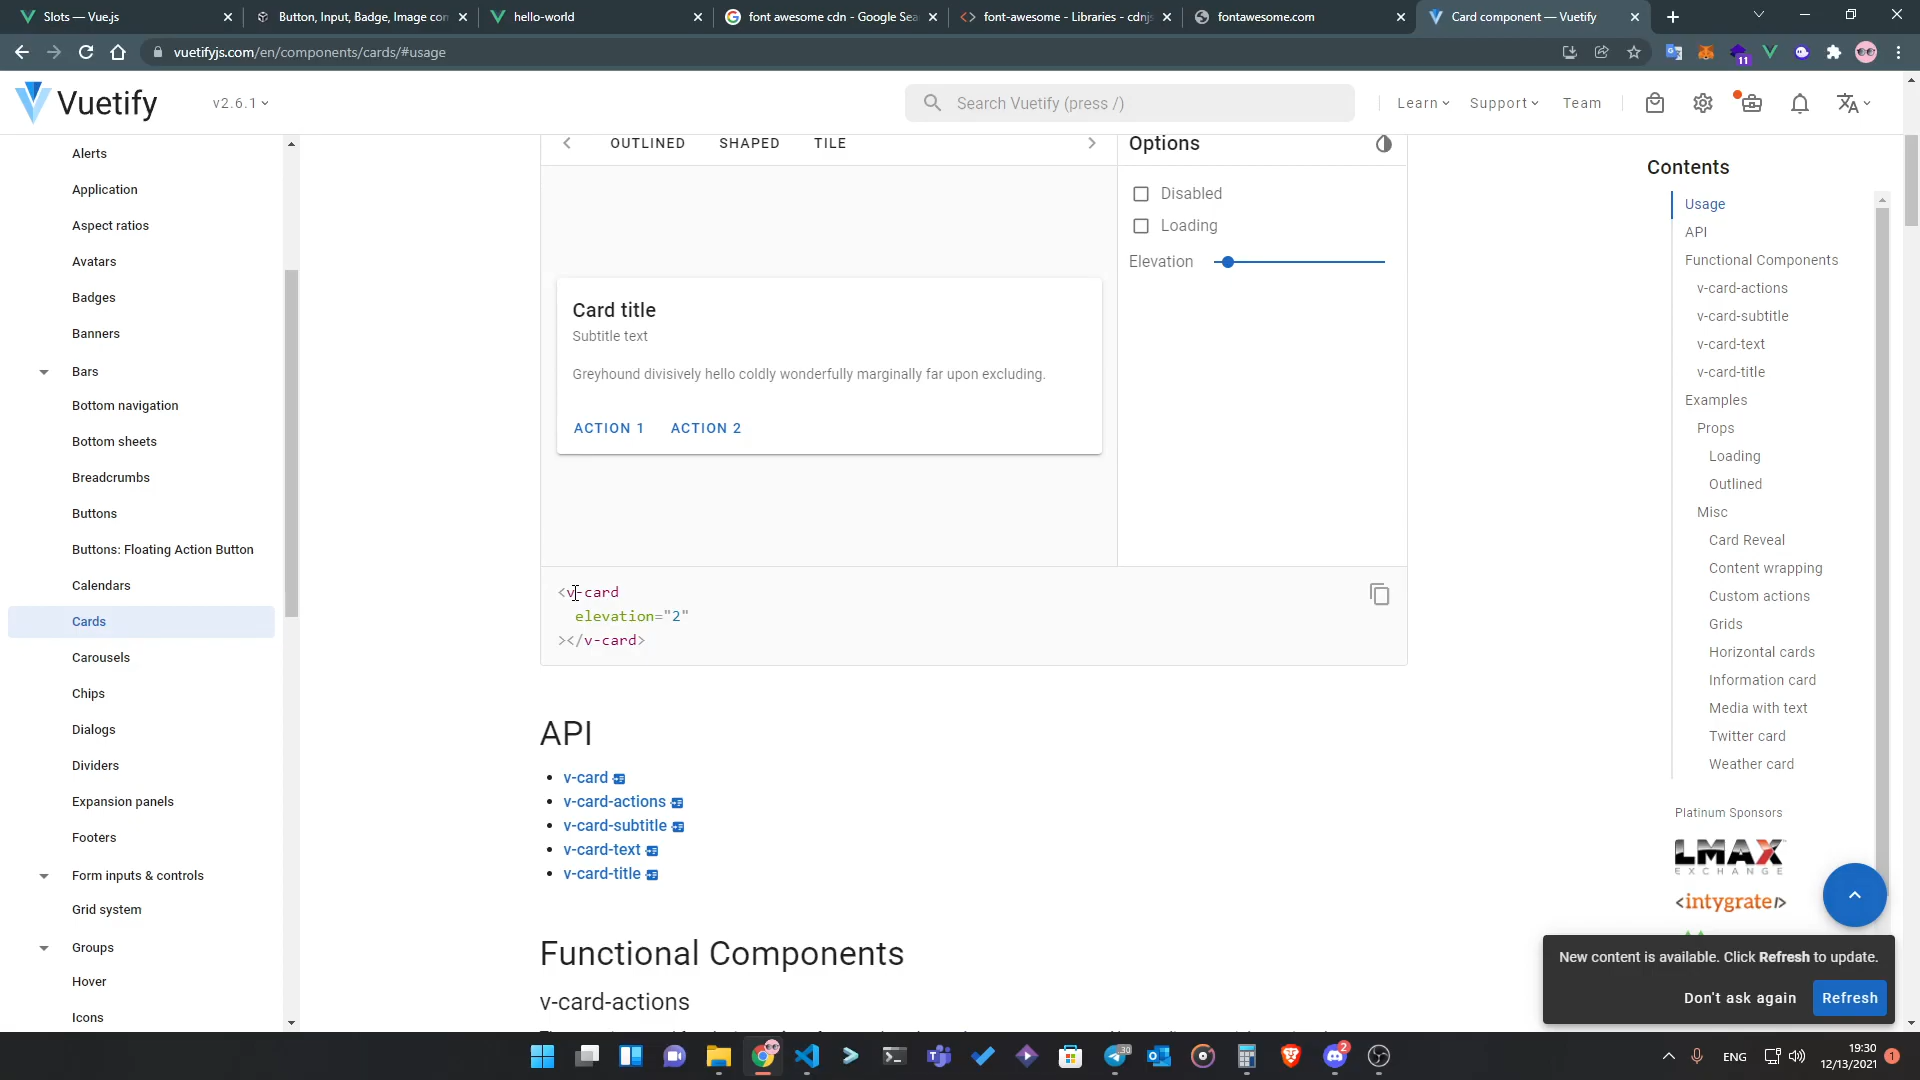 Slots — Vue.js
Button, Input, Badge, Image con
hello-world
font awesome cdn - Google Sea
font-awesome - Libraries - cdnjs
fontawesome.com
Card component — Vuetify
vuetifyjs.com/en/components/cards/#usage
11
Vuetify
v2.6.1
Search Vuetify (press /)
Learn
Support
Team
Alerts
Application
Aspect ratios
Avatars
Badges
Banners
Bars
Bottom navigation
Bottom sheets
Breadcrumbs
Buttons
Buttons: Floating Action Button
Calendars
Cards
Carousels
Chips
Dialogs
Dividers
Expansion panels
Footers
Form inputs & controls
Grid system
Groups
Hover
Icons
OUTLINED
SHAPED
TILE
Options
Disabled
Loading
Elevation
Card title
Subtitle text
Greyhound divisively hello coldly wonderfully marginally far upon excluding.
ACTION 1
ACTION 2
<v-card
elevation="2"
></v-card>
API
• v-card
• v-card-actions
• v-card-subtitle
• v-card-text
• v-card-title
Functional Components
v-card-actions
Contents
Usage
API
Functional Components
v-card-actions
v-card-subtitle
v-card-text
v-card-title
Examples
Props
Loading
Outlined
Misc
Card Reveal
Content wrapping
Custom actions
Grids
Horizontal cards
Information card
Media with text
Twitter card
Weather card
Platinum Sponsors
LMAX
EXCHANGE
<intygrate/>
New content is available. Click Refresh to update.
Don't ask again
Refresh
30
2
ENG
19:30
12/13/2021
1